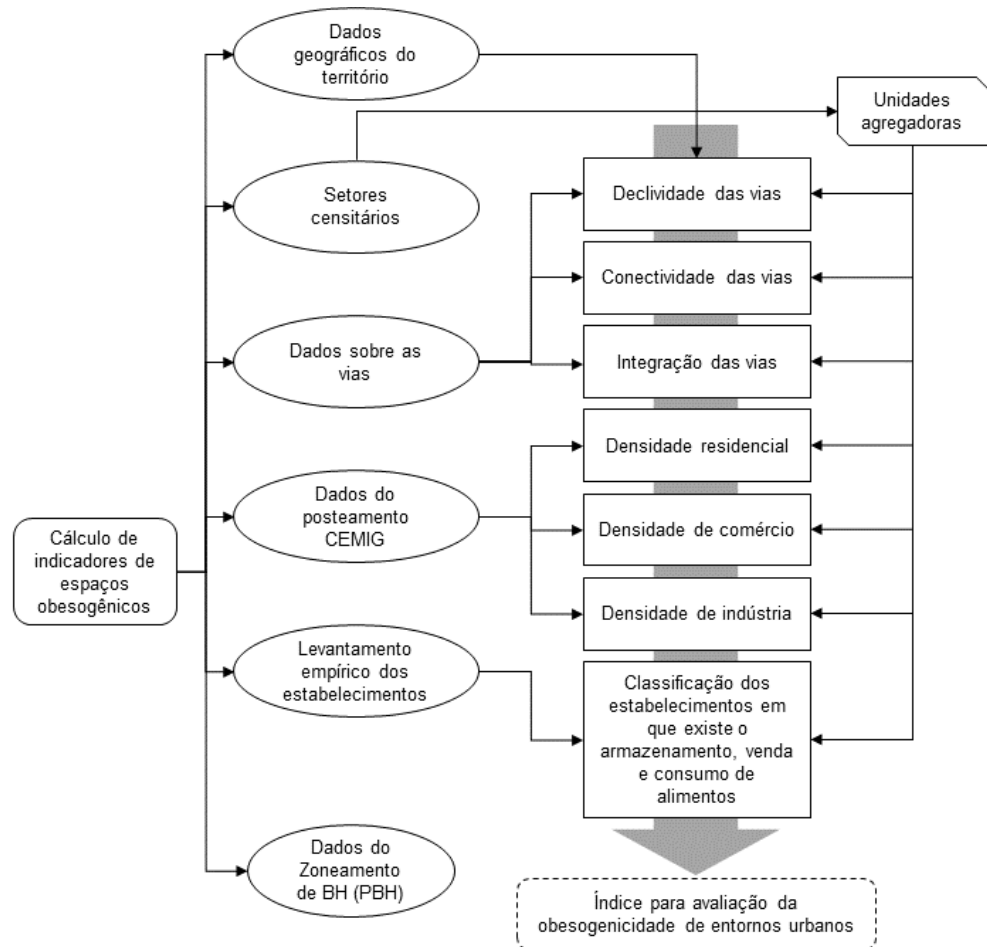 Dados
geográficos do
território
Unidades
agregadoras
Setores
censitários
Declividade das vias
Conectividade das vias
Dados sobre as
vias
Integração das vias
Densidade residencial
Dados do
posteamento
CEMIG
Densidade de comércio
Cálculo de
indicadores de
espaços
obesogênicos
Densidade de indústria
Levantamento
empírico dos
estabelecimentos
Classificação dos
estabelecimentos em
que existe o
armazenamento, venda
e consumo de
alimentos
Dados do
Zoneamento
de BH (PBH)
Índice para avaliação da
obesogenicidade de entornos urbanos